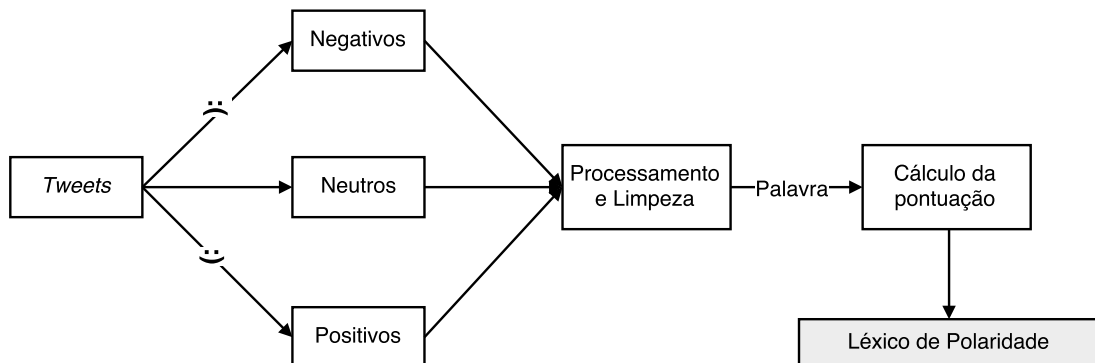 Negativos
:(
Tweets
Neutros
Processamento
e Limpeza
Palavra
Cálculo da
pontuação
:)
Positivos
Léxico de Polaridade